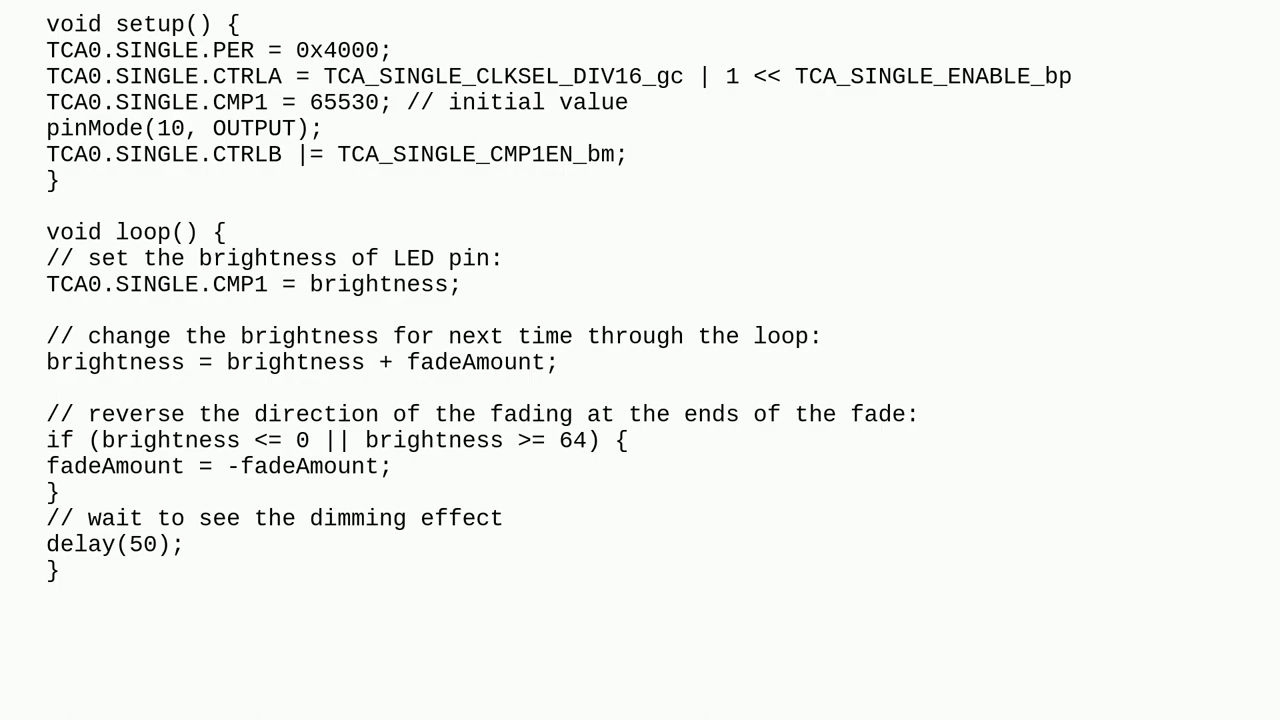 void setup() {
TCA0.SINGLE.PER = 0x4000;
TCA0.SINGLE.CTRLA = TCA_SINGLE_CLKSEL_DIV16_gc | 1 << TCA_SINGLE_ENABLE_bp
TCA0.SINGLE.CMP1 = 65530; // initial value
pinMode(10, OUTPUT);
TCA0.SINGLE.CTRLB |= TCA_SINGLE_CMP1EN_bm;
}

void loop() {
// set the brightness of LED pin:
TCA0.SINGLE.CMP1 = brightness;

// change the brightness for next time through the loop:
brightness = brightness + fadeAmount;

// reverse the direction of the fading at the ends of the fade:
if (brightness <= 0 || brightness >= 64) {
fadeAmount = -fadeAmount;
}
// wait to see the dimming effect
delay(50);
}